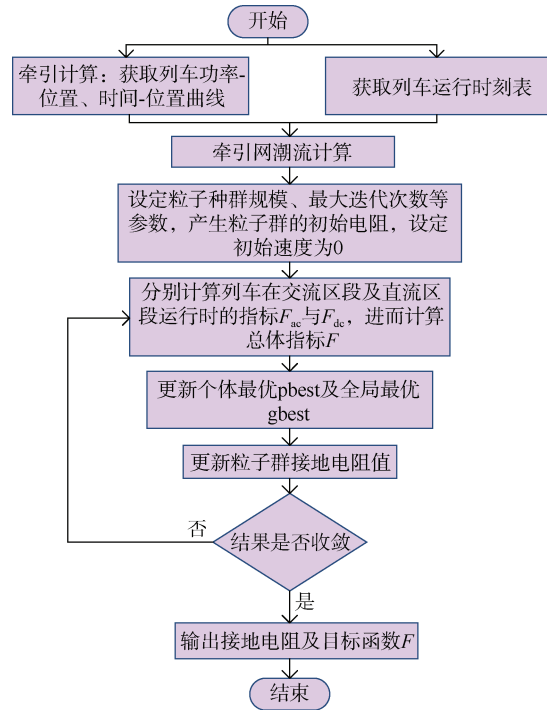 开始
牵引计算：获取列车功率-
位置、时间-位置曲线
获取列车运行时刻表
牵引网潮流计算
设定粒子种群规模、最大迭代次数等
参数，产生粒子群的初始电阻，设定
初始速度为0
分别计算列车在交流区段及直流区
段运行时的指标Fac与Fdc，进而计算
总体指标F
更新个体最优pbest及全局最优
gbest
更新粒子群接地电阻值
结果是否收敛
否
是
输出接地电阻及目标函数F
结束